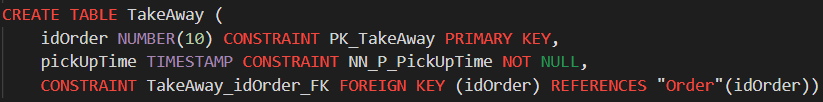 CREATE TABLE TakeAway (
    idOrder NUMBER(10) CONSTRAINT PK_TakeAway PRIMARY KEY,
    pickUpTime TIMESTAMP CONSTRAINT NN_P_PickUpTime NOT NULL,
    CONSTRAINT TakeAway_idOrder_FK FOREIGN KEY (idOrder) REFERENCES "Order"(idOrder))